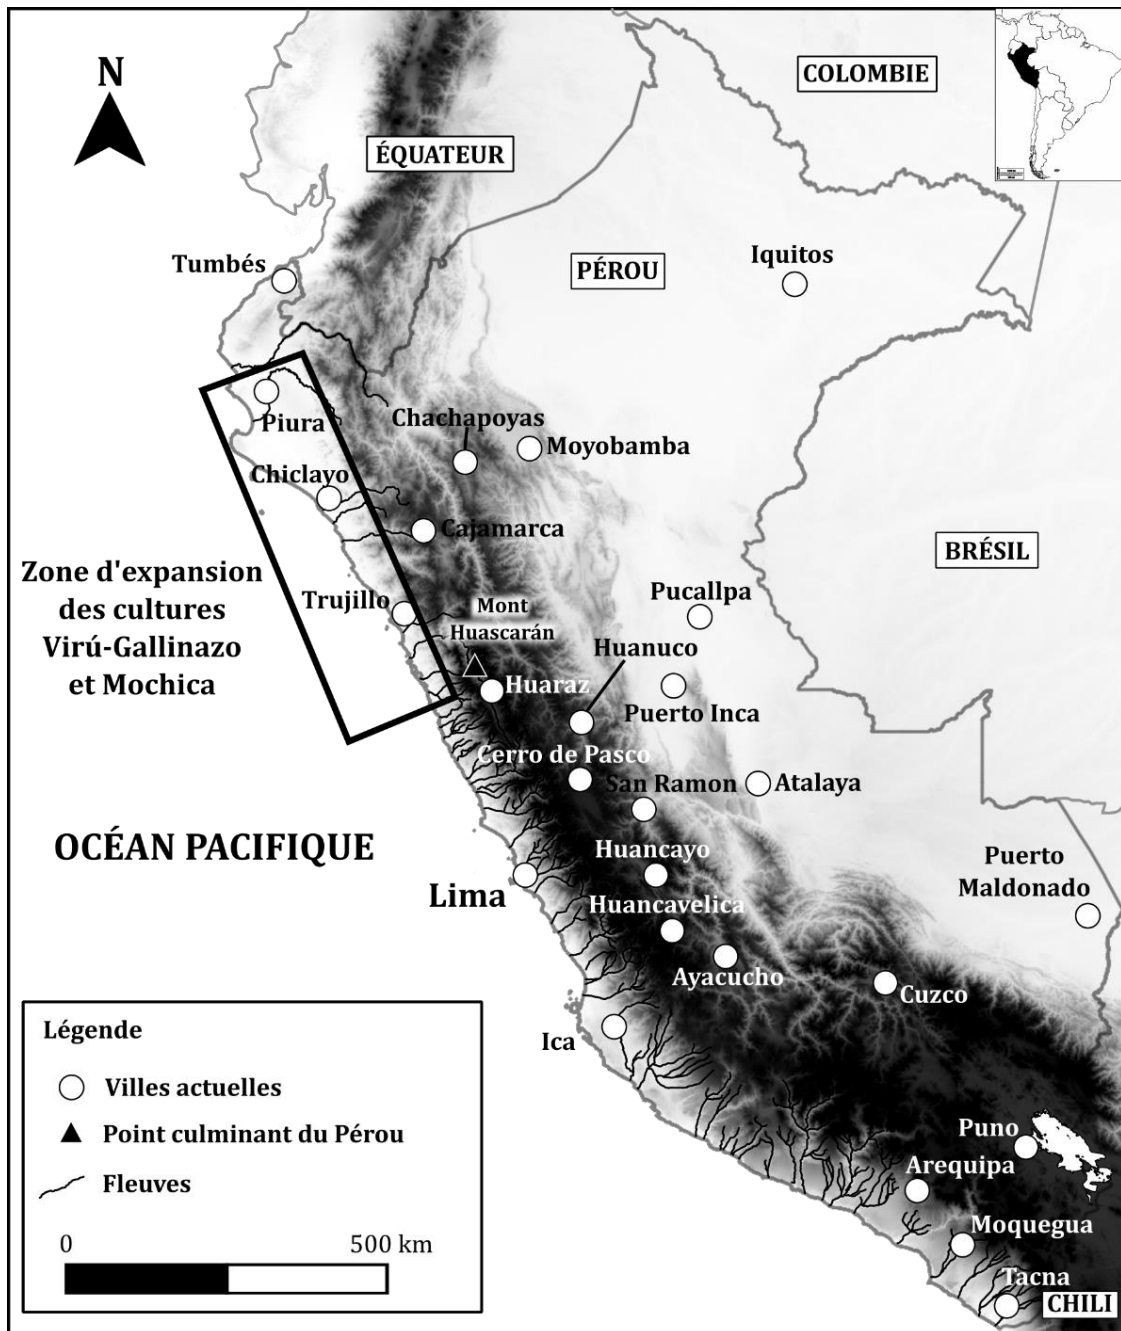 COLOMBIE
N
ÉQUATEUR
Tumbés
PÉROU
Iquitos
Piura
Chachapoyas
Moyobamba
Chiclayo
Cajamarca
BRÉSIL
Zone d'expansion
des cultures
Virú-Gallinazo
et Mochica
Trujillo
Mont
Huascarán
Pucallpa
Huanuco
Huaraz
Puerto Inca
Cerro de Pasco
San Ramon
Atalaya
OCÉAN PACIFIQUE
Huancayo
Puerto
Maldonado
Lima
Huancavelica
Ayacucho
Cuzco
Ica
Puno
Arequipa
Moquegua
Tacna
CHILI
Légende
Villes actuelles
Point culminant du Pérou
Fleuves
0 500 km